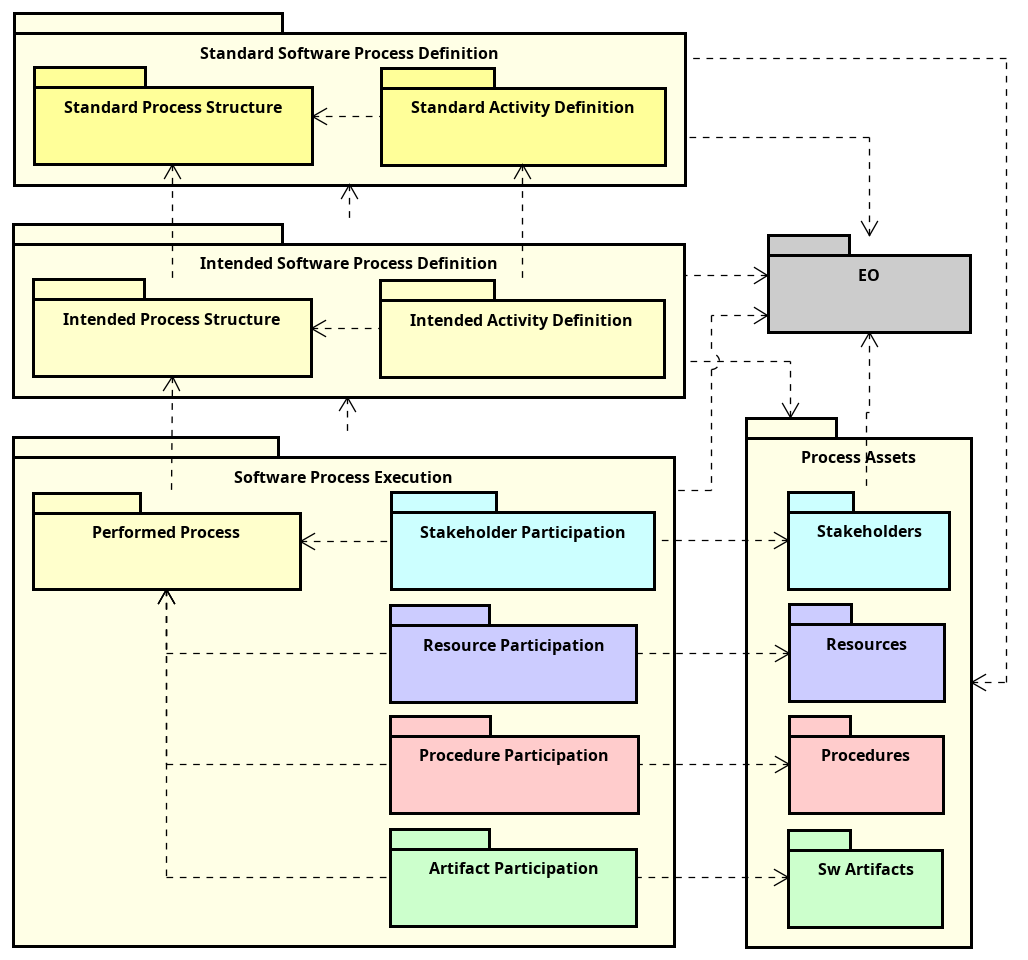 Standard Software Process Definition
Standard Process Structure
Standard Activity Definition
Intended Software Process Definition
EO
Intended Process Structure
Intended Activity Definition
Process Assets
Software Process Execution
Performed Process
Stakeholder Participation
Stakeholders
Resource Participation
Resources
Procedure Participation
Procedures
Artifact Participation
Sw Artifacts